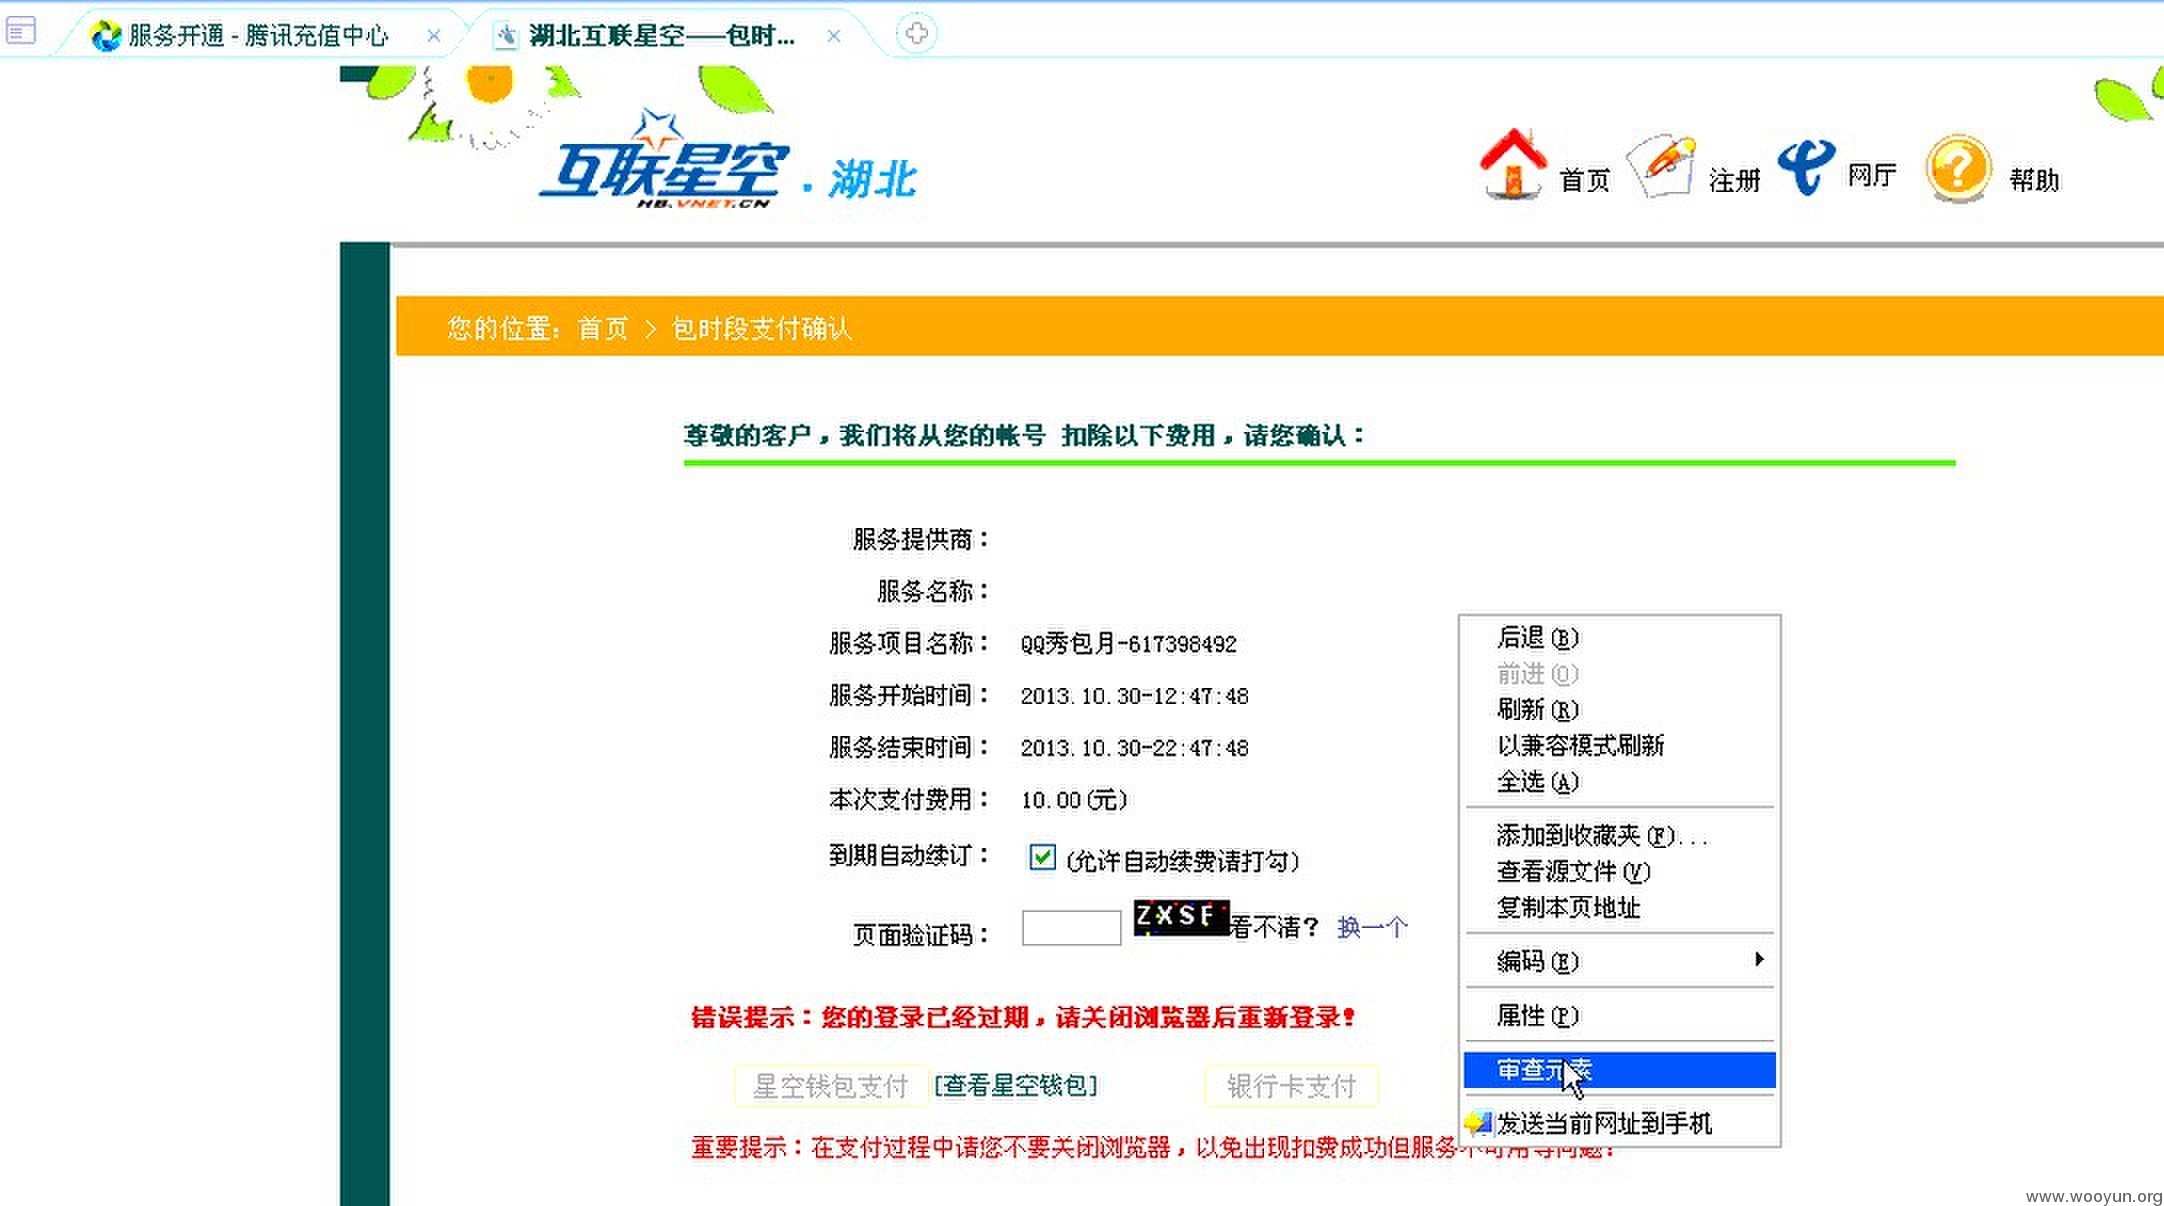 服务开通 - 腾讯充值中心
湖北互联星空——包时...
互联星空 . 湖北
HB.VNET.CN
首页
注册
网厅
帮助
您的位置：首页 > 包时段支付确认
尊敬的客户，我们将从您的帐号 扣除以下费用，请您确认：
服务提供商：
服务名称：
服务项目名称： QQ秀包月-617398492
服务开始时间： 2013.10.30-12:47:48
服务结束时间： 2013.10.30-22:47:48
本次支付费用： 10.00(元)
到期自动续订： (允许自动续费请打勾)
页面验证码： ZXSF 看不清？ 换一个
错误提示：您的登录已经过期，请关闭浏览器后重新登录！
星空钱包支付 [查看星空钱包] 银行卡支付
重要提示：在支付过程中请您不要关闭浏览器，以免出现扣费成功但服务不可用等问题！
后退(B)
前进(O)
刷新(R)
以兼容模式刷新
全选(A)
添加到收藏夹(F)...
查看源文件(V)
复制本页地址
编码(E)
属性(P)
审查元素
发送当前网址到手机
www.wooyun.org